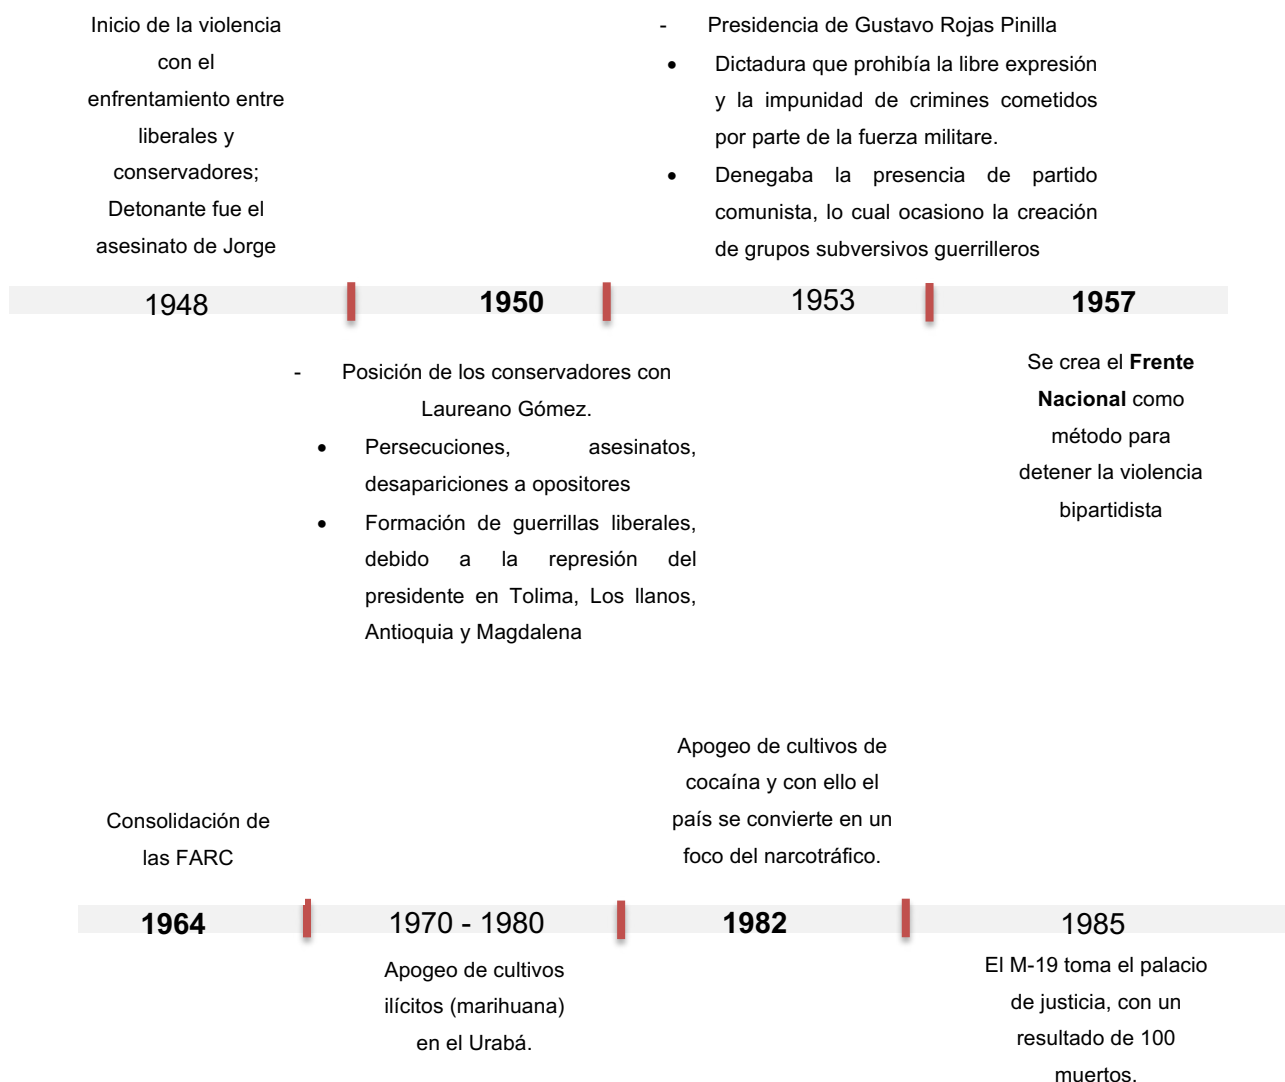 Inicio de la violencia
con el
enfrentamiento entre
liberales y
conservadores;
Detonante fue el
asesinato de Jorge
- Presidencia de Gustavo Rojas Pinilla
• Dictadura que prohibía la libre expresión
y la impunidad de crimines cometidos
por parte de la fuerza militare.
• Denegaba la presencia de partido
comunista, lo cual ocasiono la creación
de grupos subversivos guerrilleros
1948
1950
1953
1957
- Posición de los conservadores con
Laureano Gómez.
• Persecuciones, asesinatos,
desapariciones a opositores
• Formación de guerrillas liberales,
debido a la represión del
presidente en Tolima, Los llanos,
Antioquia y Magdalena
Se crea el Frente
Nacional como
método para
detener la violencia
bipartidista
Consolidación de
las FARC
Apogeo de cultivos de
cocaína y con ello el
país se convierte en un
foco del narcotráfico.
1964
1970 - 1980
1982
1985
Apogeo de cultivos
ilícitos (marihuana)
en el Urabá.
El M-19 toma el palacio
de justicia, con un
resultado de 100
muertos.